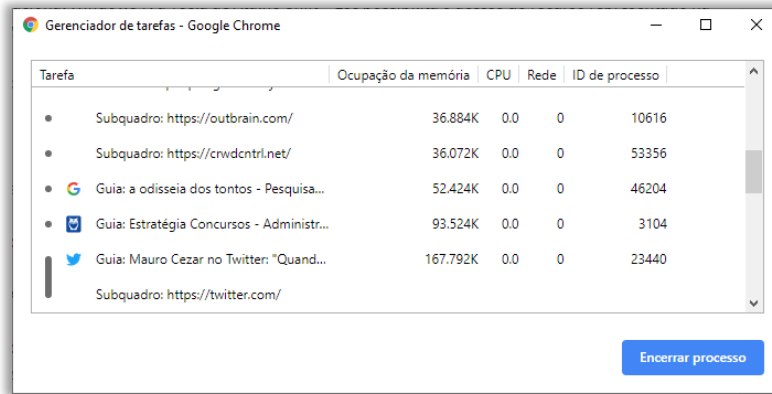 Gerenciador de tarefas - Google Chrome
Tarefa Ocupação da memória CPU Rede ID de processo
Subquadro: https://outbrain.com/ 36.884K 0.0 0 10616
Subquadro: https://crwdcntrl.net/ 36.072K 0.0 0 53356
Guia: a odisseia dos tontos - Pesquisa... 52.424K 0.0 0 46204
Guia: Estratégia Concursos - Administr... 93.524K 0.0 0 3104
Guia: Mauro Cezar no Twitter: "Quand... 167.792K 0.0 0 23440
Subquadro: https://twitter.com/
Encerrar processo